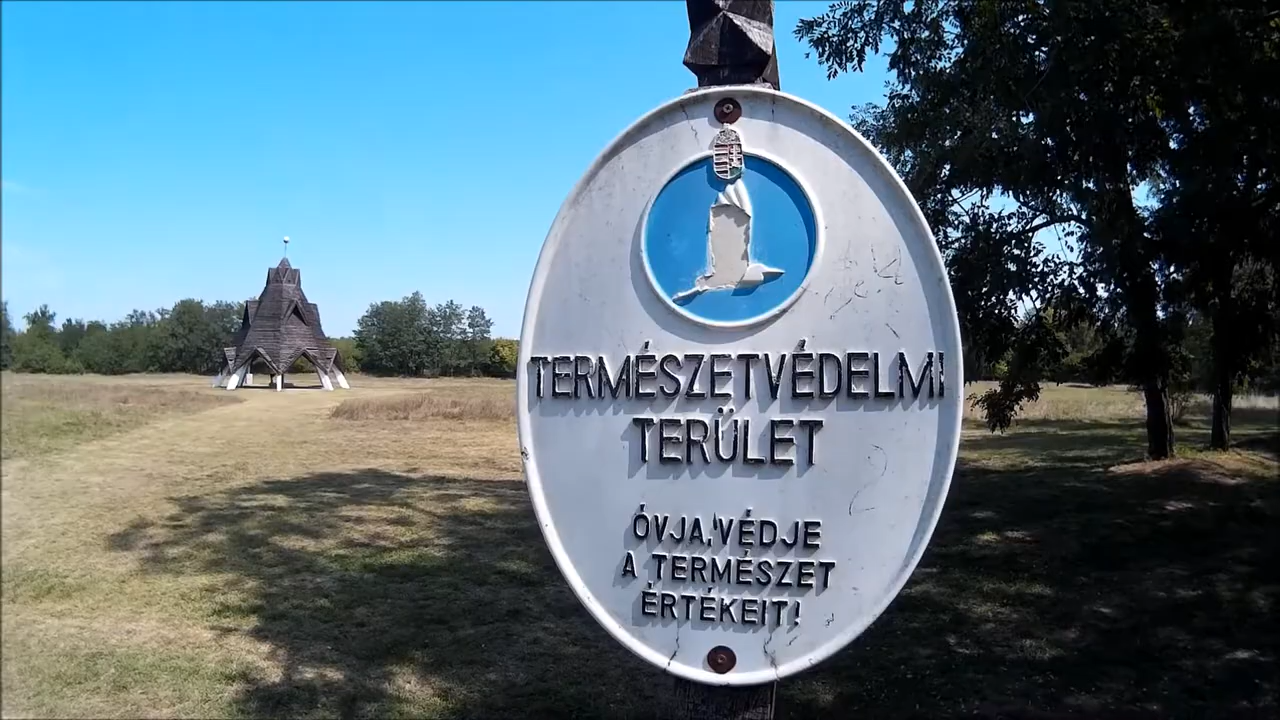 TERMÉSZETVÉDELMI
TERÜLET
ÓVJA, VÉDJE
A TERMÉSZET
ÉRTÉKEIT!